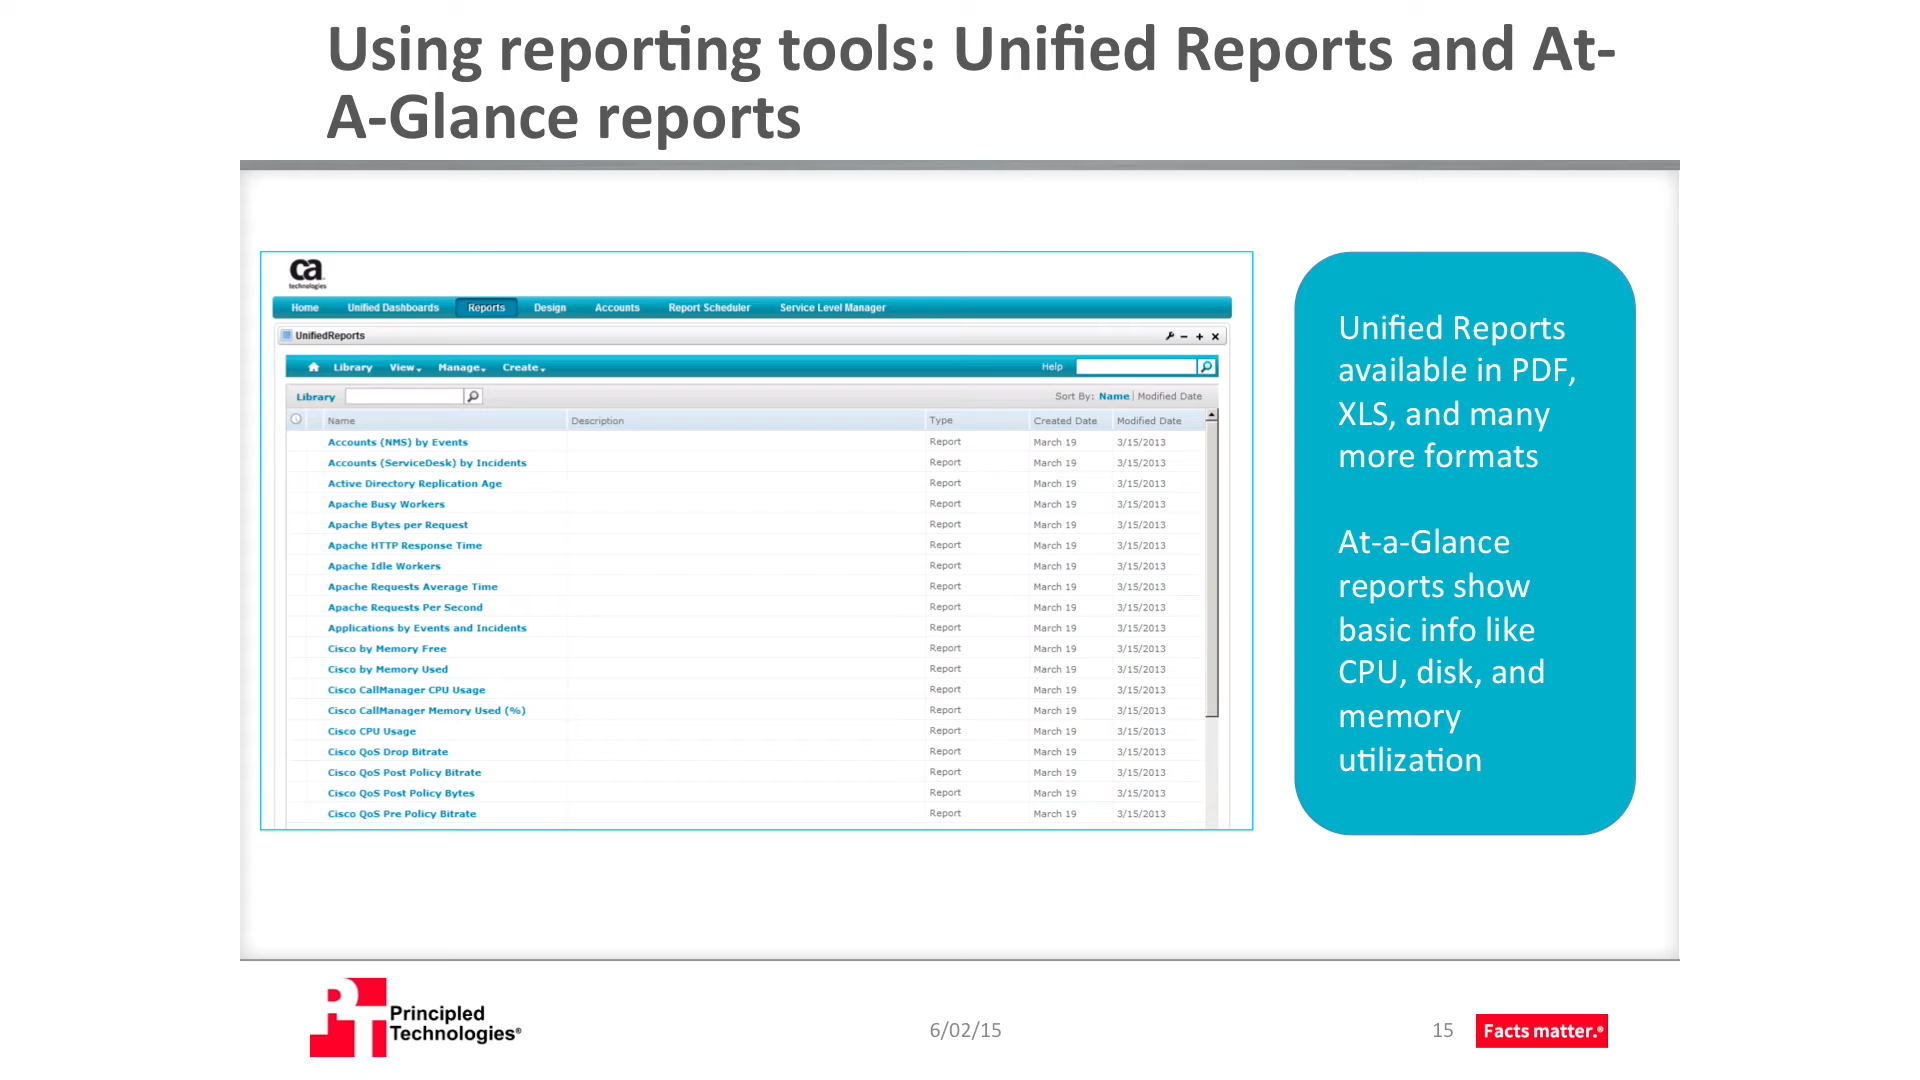 Using reporting tools: Unified Reports and At-
A-Glance reports
ca
technologies
Home Unified Dashboards Reports Design Accounts Report Scheduler Service Level Manager
UnifiedReports
Library View Manage Create Help
Library Sort By: Name | Modified Date
Name Description Type Created Date Modified Date
Accounts (NMS) by Events Report March 19 3/15/2013
Accounts (ServiceDesk) by Incidents Report March 19 3/15/2013
Active Directory Replication Age Report March 19 3/15/2013
Apache Busy Workers Report March 19 3/15/2013
Apache Bytes per Request Report March 19 3/15/2013
Apache HTTP Response Time Report March 19 3/15/2013
Apache Idle Workers Report March 19 3/15/2013
Apache Requests Average Time Report March 19 3/15/2013
Apache Requests Per Second Report March 19 3/15/2013
Applications by Events and Incidents Report March 19 3/15/2013
Cisco by Memory Free Report March 19 3/15/2013
Cisco by Memory Used Report March 19 3/15/2013
Cisco CallManager CPU Usage Report March 19 3/15/2013
Cisco CallManager Memory Used (%) Report March 19 3/15/2013
Cisco CPU Usage Report March 19 3/15/2013
Cisco QoS Drop Bitrate Report March 19 3/15/2013
Cisco QoS Post Policy Bitrate Report March 19 3/15/2013
Cisco QoS Post Policy Bytes Report March 19 3/15/2013
Cisco QoS Pre Policy Bitrate Report March 19 3/15/2013
Unified Reports
available in PDF,
XLS, and many
more formats
At-a-Glance
reports show
basic info like
CPU, disk, and
memory
utilization
PT
Principled
Technologies®
6/02/15
15
Facts matter.®